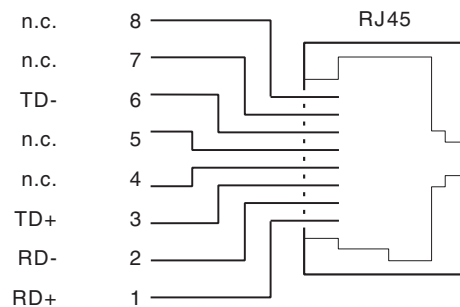 RJ45
n.c. 8
n.c. 7
TD- 6
n.c. 5
n.c. 4
TD+ 3
RD- 2
RD+ 1